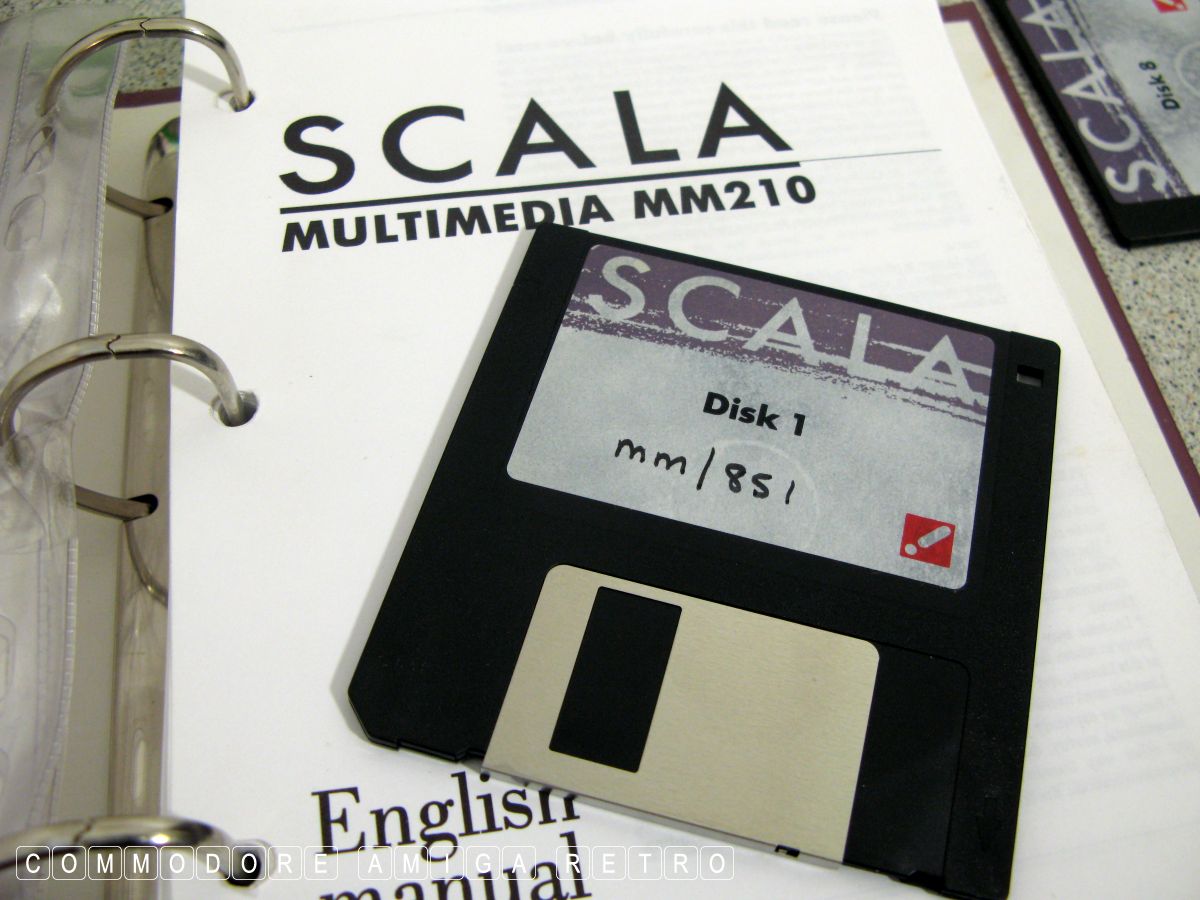 SCALA
MULTIMEDIA MM210
SCALA
Disk 8
SCALA
Disk 1
mm/851
English
manual
COMMODORE AMIGA RETRO